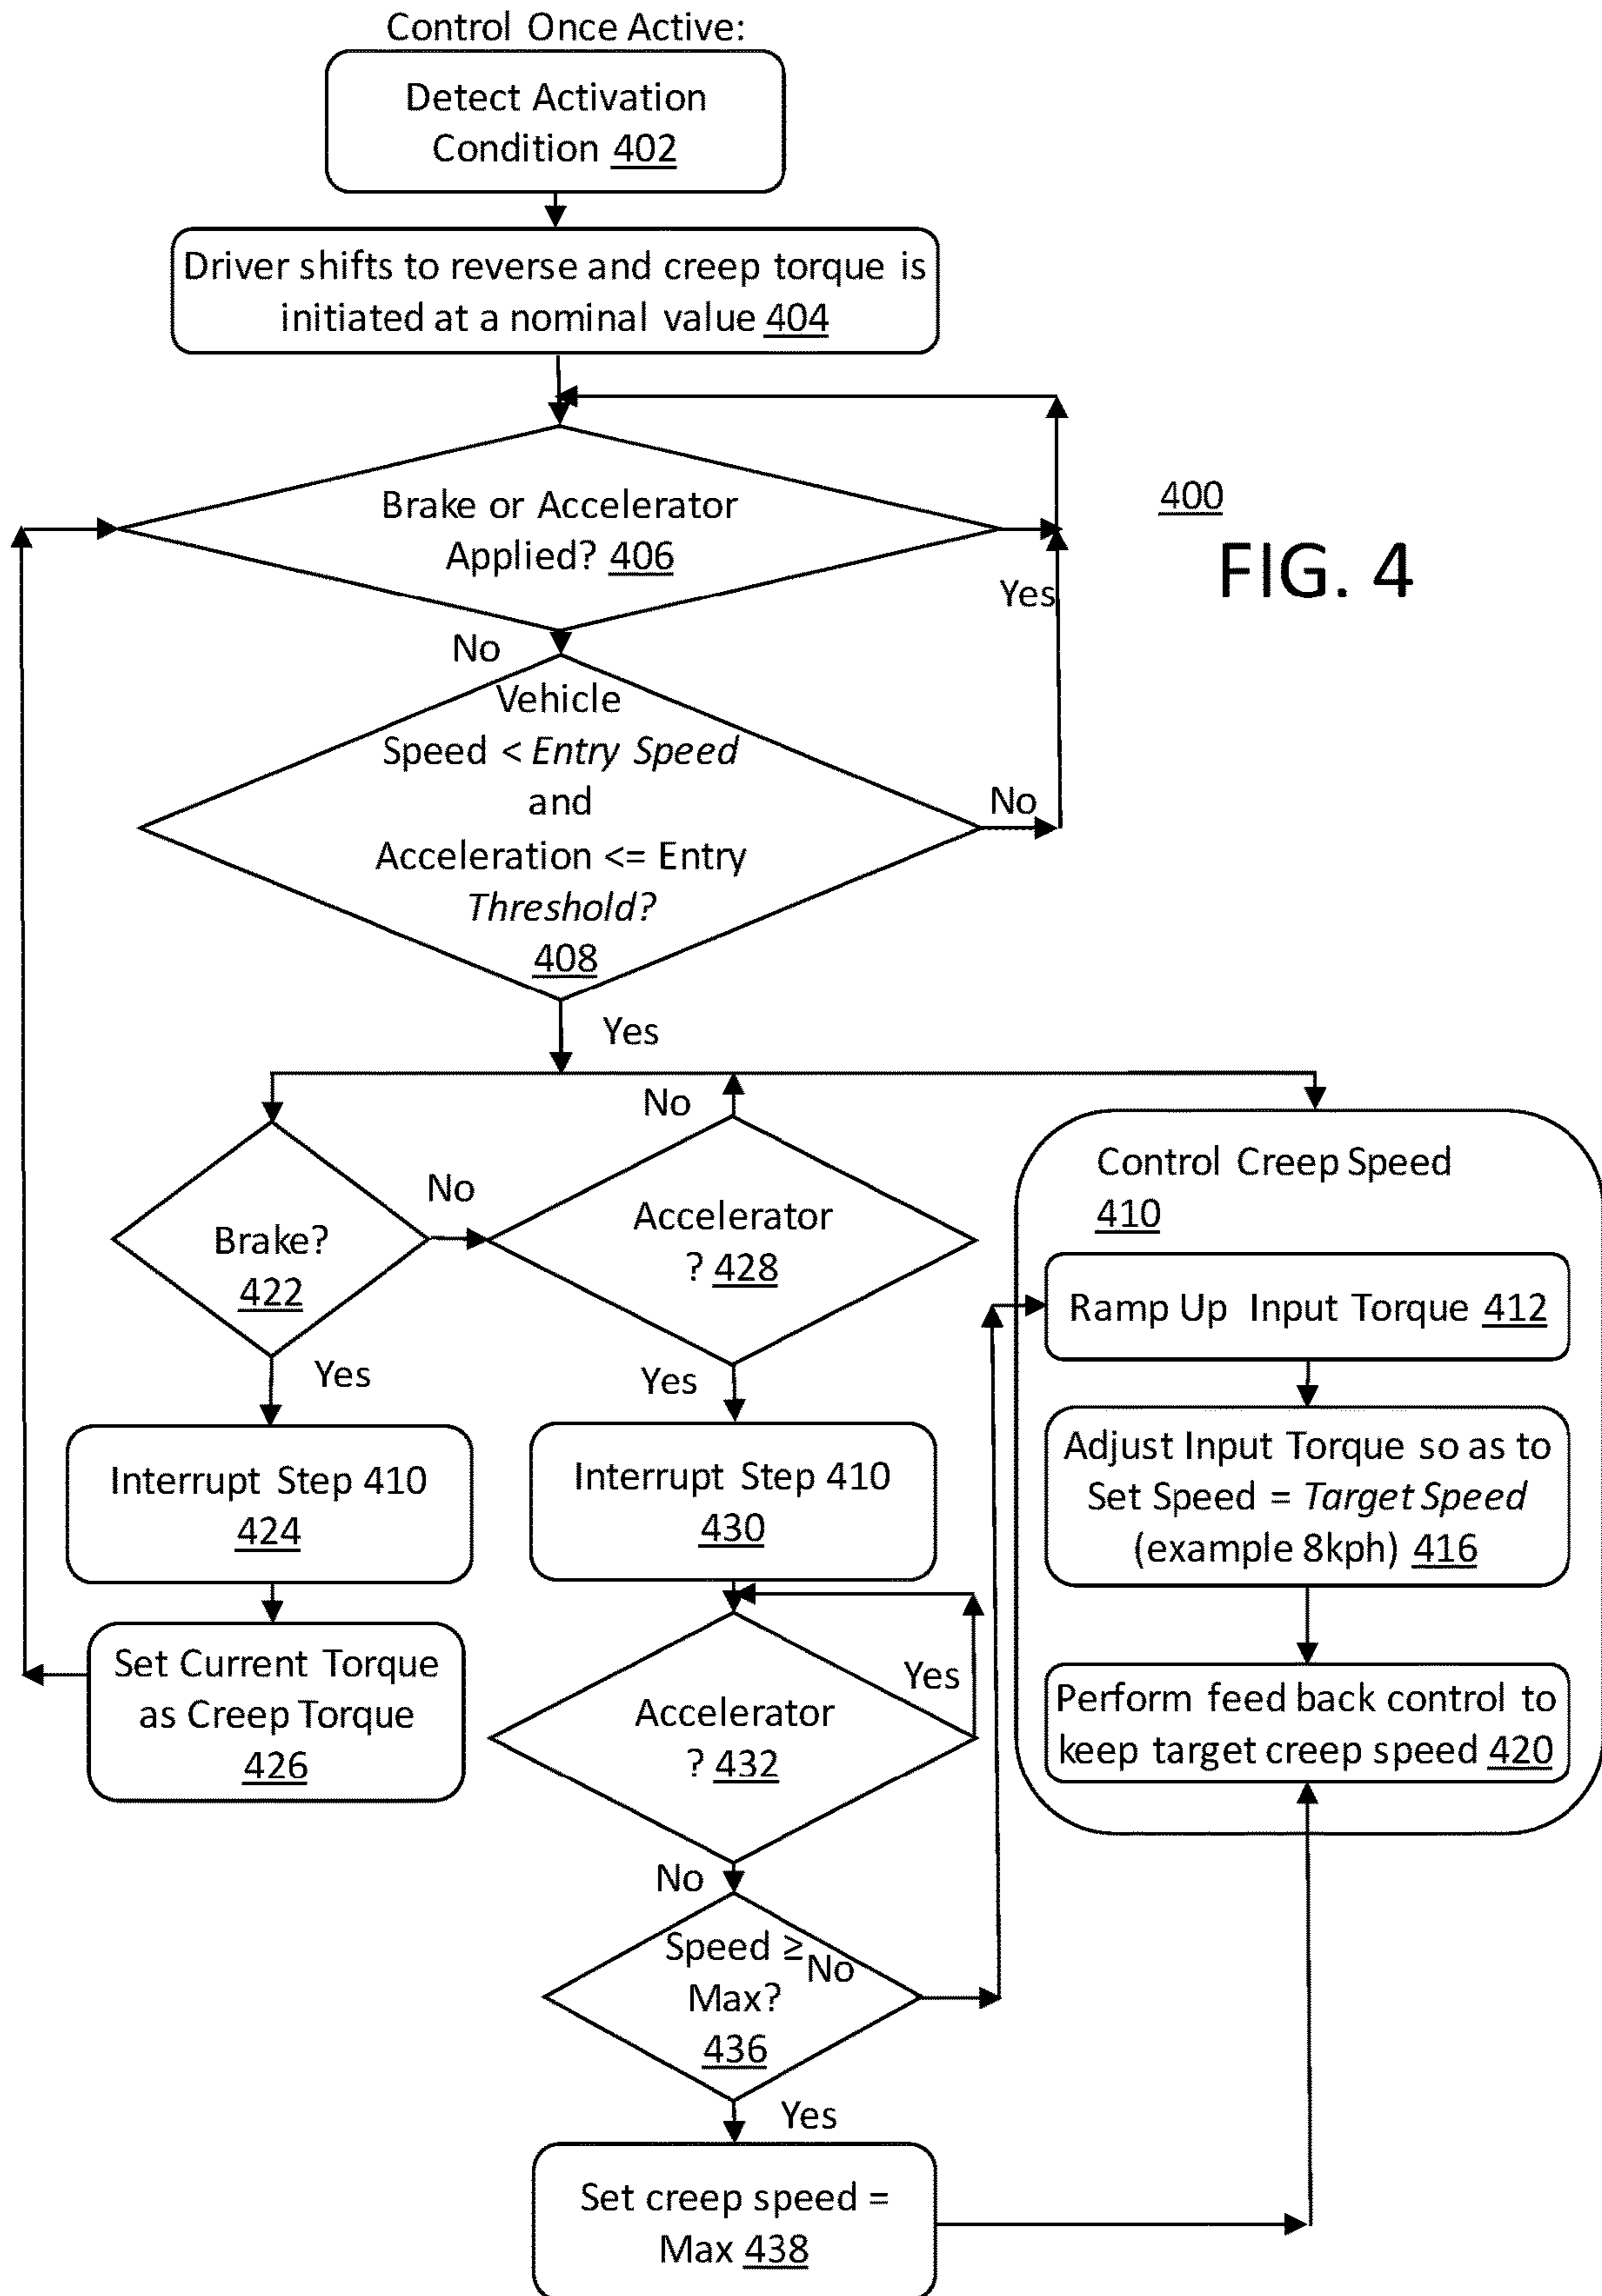 Control Once Active:
Detect Activation
Condition 402
Driver shifts to reverse and creep torque is
initiated at a nominal value 404
Brake or Accelerator
Applied? 406
400
FIG. 4
Yes
No
Vehicle
Speed < Entry Speed
and
Acceleration <= Entry
Threshold?
408
No
Yes
No
Brake?
422
No
Accelerator
? 428
Yes
Yes
Interrupt Step 410
424
Interrupt Step 410
430
Set Current Torque
as Creep Torque
426
Accelerator
? 432
Yes
No
Speed ≥
Max?
436
No
Yes
Set creep speed =
Max 438
Control Creep Speed
410
Ramp Up Input Torque 412
Adjust Input Torque so as to
Set Speed = Target Speed
(example 8kph) 416
Perform feed back control to
keep target creep speed 420